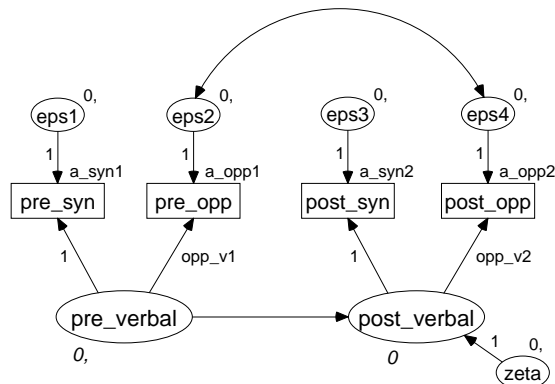 0, 0, 0, 0,
eps1 eps2 eps3 eps4
1 1 1 1
a_syn1 a_opp1 a_syn2 a_opp2
pre_syn pre_opp post_syn post_opp
1 opp_v1 1 opp_v2
pre_verbal post_verbal
0, 0 1 0,
zeta